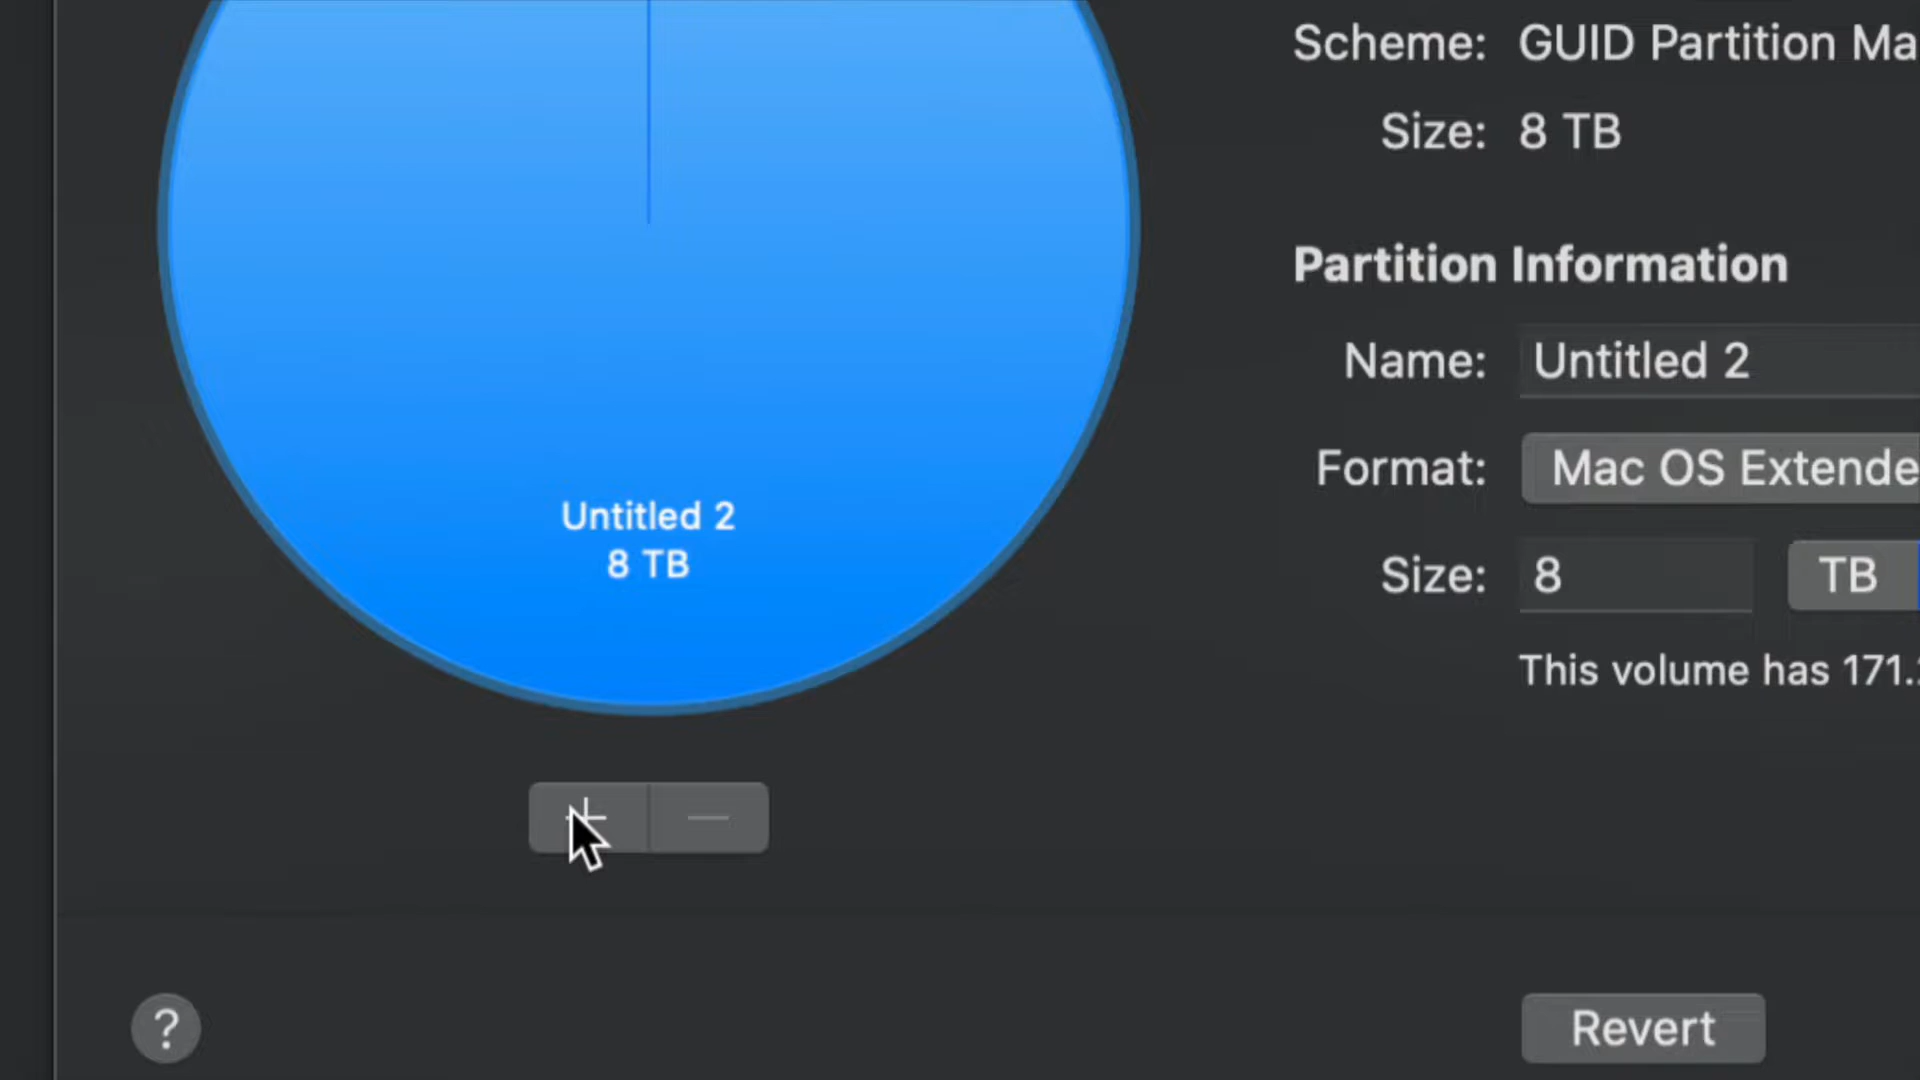 Scheme: GUID Partition Ma
Size: 8 TB
Partition Information
Name: Untitled 2
Format: Mac OS Extende
Size: 8 TB
This volume has 171.
Untitled 2
8 TB
?
Revert